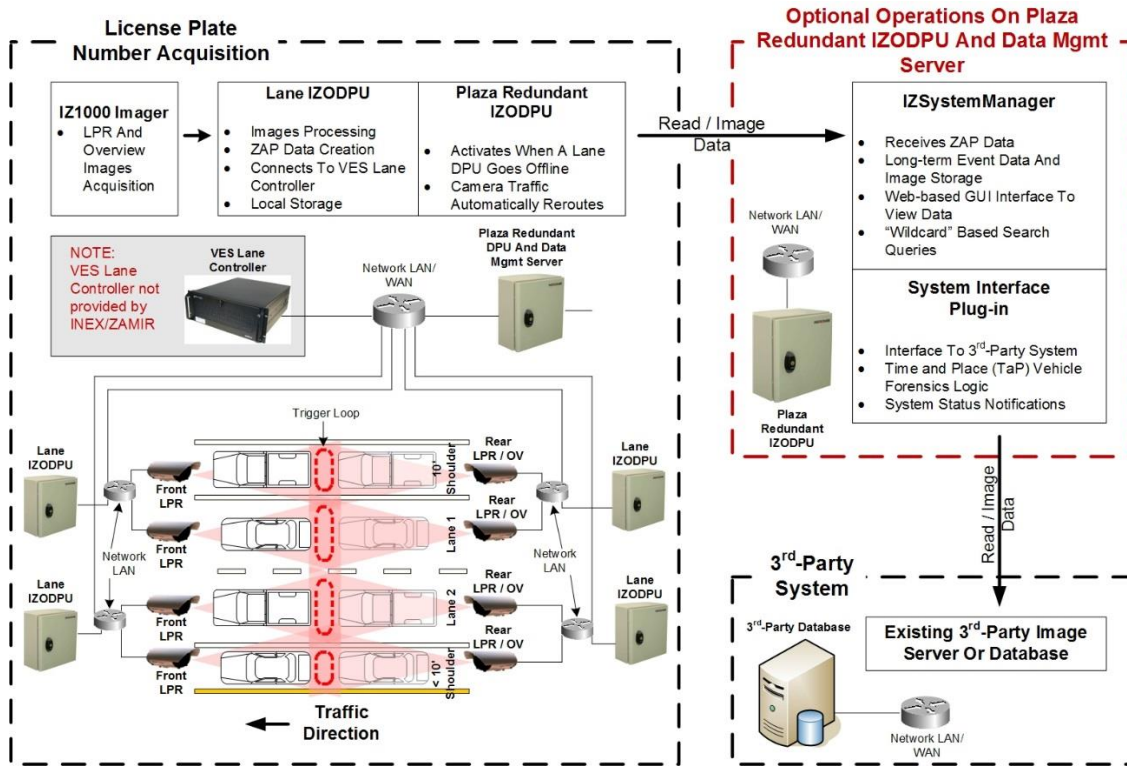 License Plate
Number Acquisition
IZ1000 Imager
• LPR And
Overview
Images
Acquisition
Lane IZODPU
• Images Processing
• ZAP Data Creation
• Connects To VES Lane
Controller
• Local Storage
Plaza Redundant
IZODPU
• Activates When A Lane
DPU Goes Offline
• Camera Traffic
Automatically Reroutes
Read / Image
Data
NOTE:
VES Lane
Controller not
provided by
INEX/ZAMIR
VES Lane
Controller
Network LAN/
WAN
Plaza Redundant
DPU And Data
Mgmt Server
Trigger Loop
Lane
IZODPU
Front
LPR
10'
Shoulder
Rear
LPR / OV
Lane
IZODPU
Front
LPR
Lane 1
Rear
LPR / OV
Network
LAN
Network
LAN
Lane
IZODPU
Front
LPR
Lane 2
Rear
LPR / OV
Lane
IZODPU
Front
LPR
< 10'
Shoulder
Rear
LPR / OV
Traffic
Direction
Optional Operations On Plaza
Redundant IZODPU And Data Mgmt
Server
IZSystemManager
• Receives ZAP Data
• Long-term Event Data And
Image Storage
• Web-based GUI Interface To
View Data
• “Wildcard” Based Search
Queries
Network LAN/
WAN
Plaza
Redundant
IZODPU
System Interface
Plug-in
• Interface To 3rd-Party System
• Time and Place (TaP) Vehicle
Forensics Logic
• System Status Notifications
Read / Image
Data
3rd-Party
System
3rd-Party Database
Existing 3rd-Party Image
Server Or Database
Network LAN/
WAN